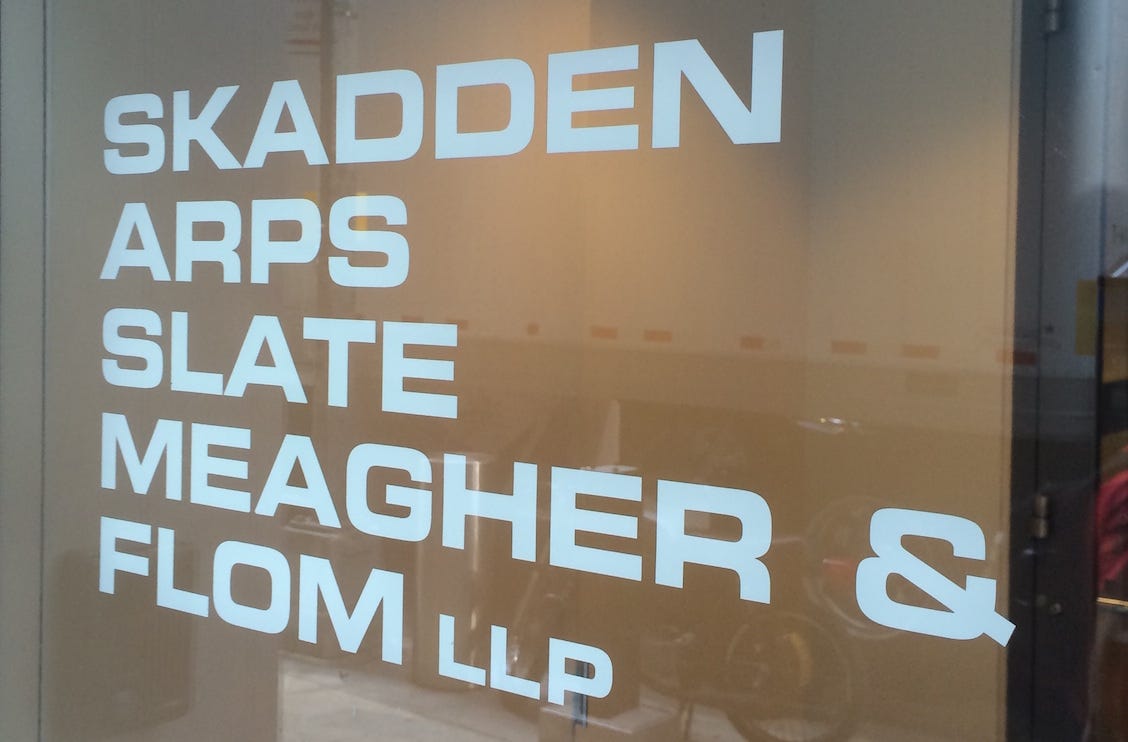 SKADDEN
ARPS
SLATE
MEAGHER &
FLOM LLP